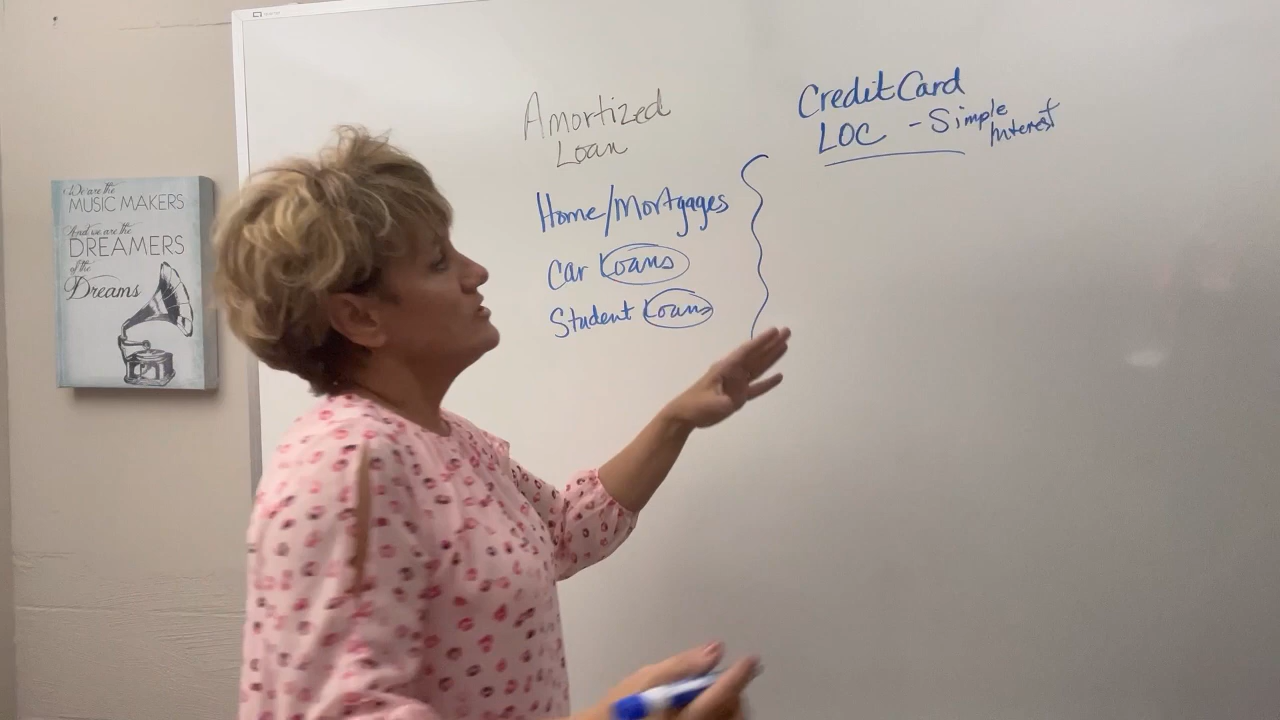 We are the
MUSIC MAKERS
And we are the
DREAMERS
of the
Dreams
Amortized
Loan
Home/Mortgages
Car Loans
Student Loans
Credit Card
LOC - Simple
Interest